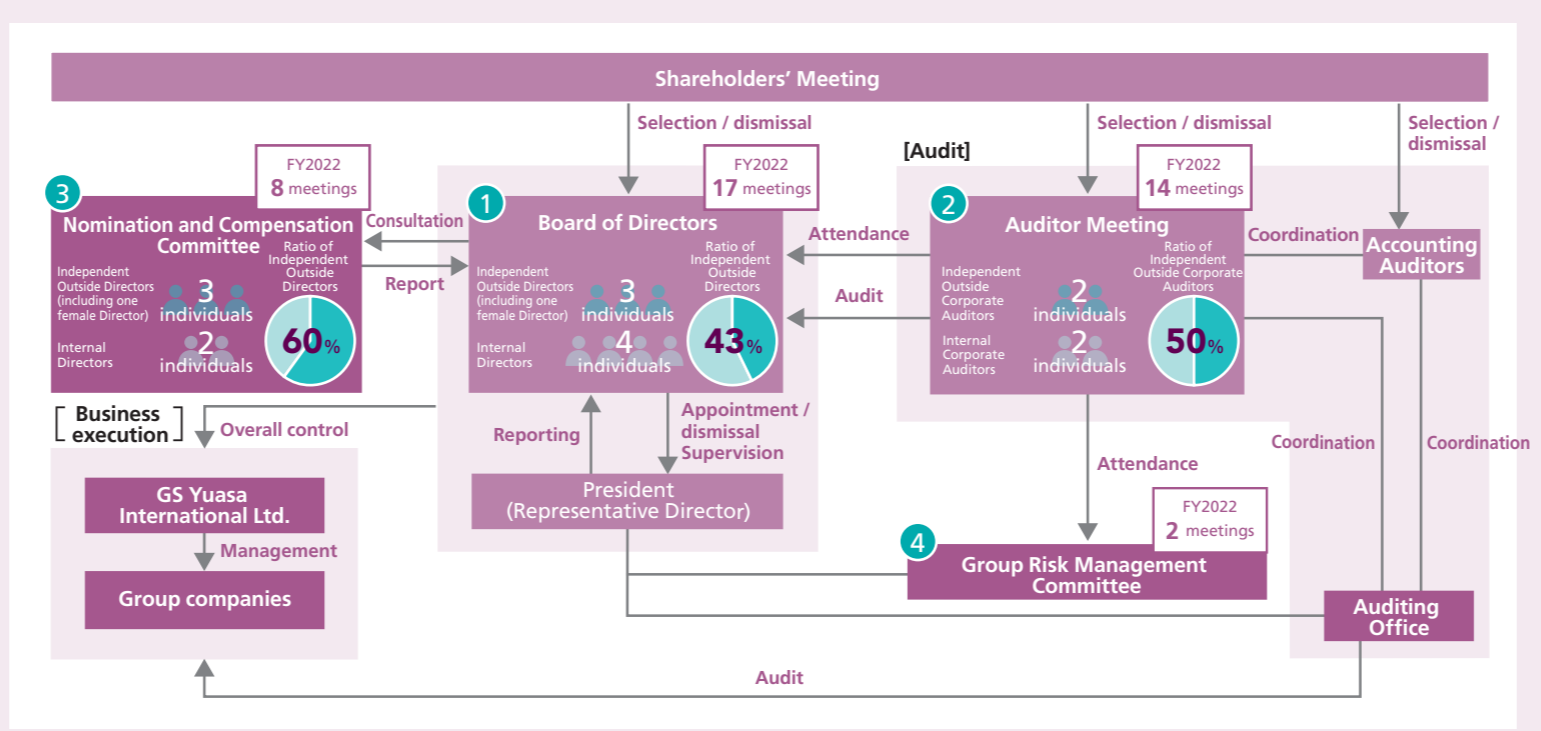 Shareholders’ Meeting
Selection / dismissal
Selection / dismissal
Selection /
dismissal
[Audit]
FY2022
8 meetings
FY2022
17 meetings
FY2022
14 meetings
3
Nomination and Compensation
Committee
Independent
Outside Directors
(including one
female Director)
3
individuals
Internal
Directors
2
individuals
Ratio of
Independent
Outside
Directors
60%
Consultation
Report
1
Board of Directors
Independent
Outside Directors
(including one
female Director)
3
individuals
Internal
Directors
4
individuals
Ratio of
Independent
Outside
Directors
43%
Attendance
Audit
2
Auditor Meeting
Independent
Outside
Corporate
Auditors
2
individuals
Internal
Corporate
Auditors
2
individuals
Ratio of
Independent
Outside Corporate
Auditors
50%
Coordination
Accounting
Auditors
[Business
execution]
Overall control
Reporting
Appointment /
dismissal
Supervision
President
(Representative Director)
Attendance
Coordination
Coordination
GS Yuasa
International Ltd.
Management
Group companies
FY2022
2 meetings
4
Group Risk Management
Committee
Auditing
Office
Audit